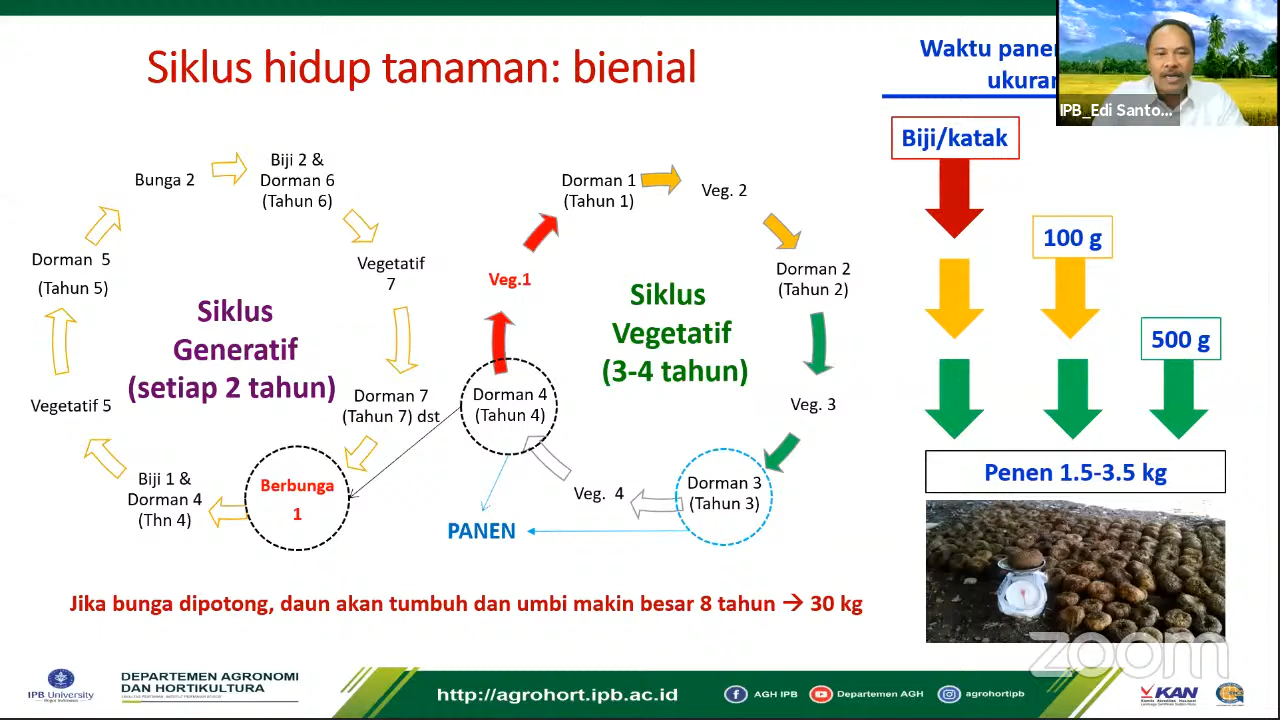 Siklus hidup tanaman: bienial
Waktu panen
ukuran
IPB_Edi Santo...
Biji/katak
100 g
500 g
Penen 1.5-3.5 kg
Bunga 2
Biji 2 &
Dorman 6
(Tahun 6)
Vegetatif
7
Dorman 7
(Tahun 7) dst
Berbunga
1
Biji 1 &
Dorman 4
(Thn 4)
Vegetatif 5
Dorman 5
(Tahun 5)
Siklus
Generatif
(setiap 2 tahun)
Dorman 1
(Tahun 1)
Veg. 2
Dorman 2
(Tahun 2)
Veg. 3
Dorman 3
(Tahun 3)
Veg. 4
Dorman 4
(Tahun 4)
Veg.1
Siklus
Vegetatif
(3-4 tahun)
PANEN
Jika bunga dipotong, daun akan tumbuh dan umbi makin besar 8 tahun → 30 kg
zoom
IPB University
Bogor Indonesia
DEPARTEMEN AGRONOMI
DAN HORTIKULTURA
http://agrohort.ipb.ac.id
AGH IPB
Departemen AGH
agrohortipb
KAN